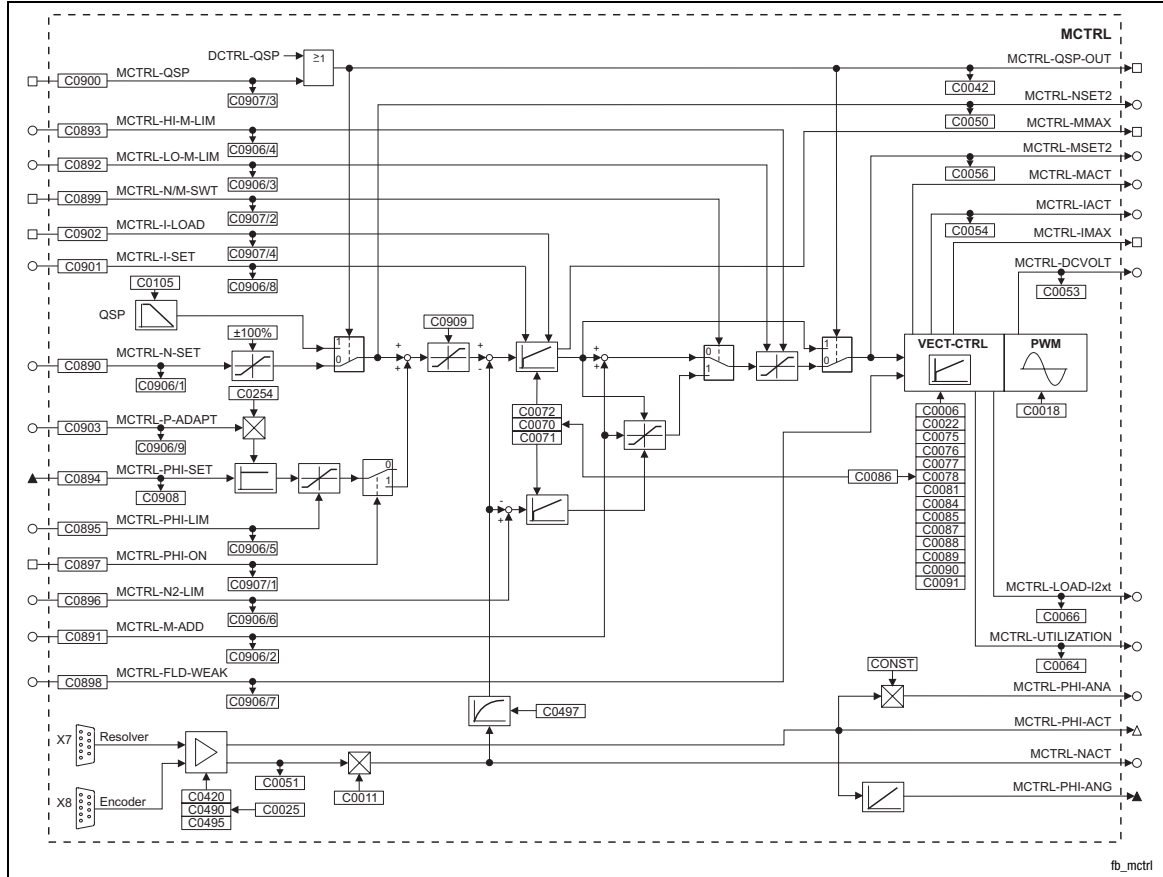 MCTRL
DCTRL-QSP
≥1
MCTRL-QSP-OUT
C0900
MCTRL-QSP
C0907/3
C0042
MCTRL-NSET2
C0050
C0893
MCTRL-HI-M-LIM
C0906/4
MCTRL-MMAX
C0892
MCTRL-LO-M-LIM
C0906/3
MCTRL-MSET2
C0056
C0899
MCTRL-N/M-SWT
C0907/2
MCTRL-MACT
C0902
MCTRL-I-LOAD
C0907/4
MCTRL-IACT
C0054
C0901
MCTRL-I-SET
C0906/8
MCTRL-IMAX
MCTRL-DCVOLT
C0053
C0105
QSP
±100%
C0909
1
0
+
+
+
-
+
+
0
1
1
0
VECT-CTRL
PWM
C0890
MCTRL-N-SET
C0906/1
C0254
C0903
MCTRL-P-ADAPT
C0906/9
C0072
C0070
C0071
C0018
C0894
MCTRL-PHI-SET
C0908
0
1
C0086
C0006
C0022
C0075
C0076
C0077
C0078
C0081
C0084
C0085
C0087
C0088
C0089
C0090
C0091
-
+
C0895
MCTRL-PHI-LIM
C0906/5
C0897
MCTRL-PHI-ON
C0907/1
C0896
MCTRL-N2-LIM
C0906/6
MCTRL-LOAD-I2xt
C0066
C0891
MCTRL-M-ADD
C0906/2
MCTRL-UTILIZATION
C0064
C0898
MCTRL-FLD-WEAK
C0906/7
CONST
MCTRL-PHI-ANA
C0497
X7
Resolver
MCTRL-PHI-ACT
C0051
C0011
MCTRL-NACT
X8
Encoder
C0420
C0490
C0495
C0025
MCTRL-PHI-ANG
fb_mctrl